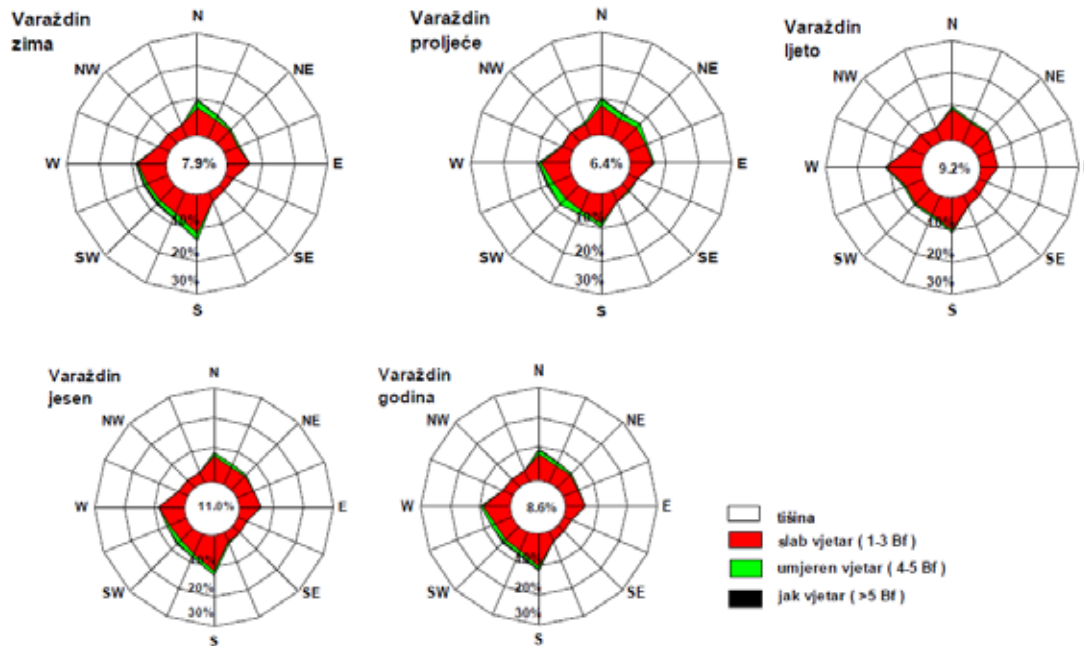 Varaždin
zima
N
NW
NE
W
7.9%
E
10%
SW
20%
SE
30%
S
Varaždin
proljeće
N
NW
NE
W
6.4%
E
10%
SW
20%
SE
30%
S
Varaždin
ljeto
N
NW
NE
W
9.2%
10%
SW
20%
SE
30%
S
Varaždin
jesen
N
NW
NE
W
11.0%
E
10%
SW
20%
SE
30%
S
Varaždin
godina
N
NW
NE
W
8.6%
E
10%
SW
20%
SE
30%
S
tišina
slab vjetar ( 1-3 Bf )
umjeren vjetar ( 4-5 Bf )
jak vjetar ( >5 Bf )